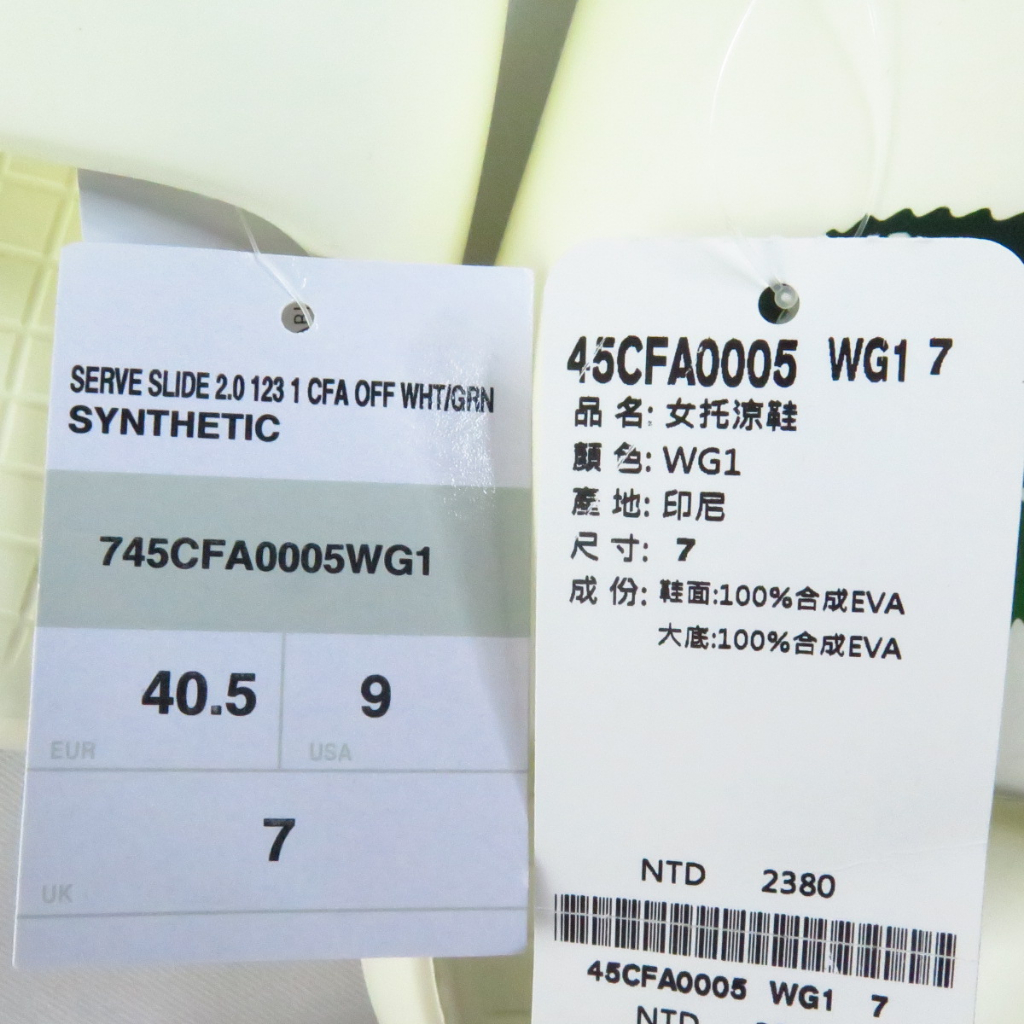 SERVE SLIDE 2.0 123 1 CFA OFF WHT/GRN
SYNTHETIC
745CFA0005WG1
40.5
9
EUR
USA
7
UK
45CFA0005 WG1 7
品 名: 女托涼鞋
顏 色: WG1
產 地: 印尼
尺 寸: 7
成 份: 鞋面:100%合成EVA
大底:100%合成EVA
NTD 2380
45CFA0005 WG1 7
NTD